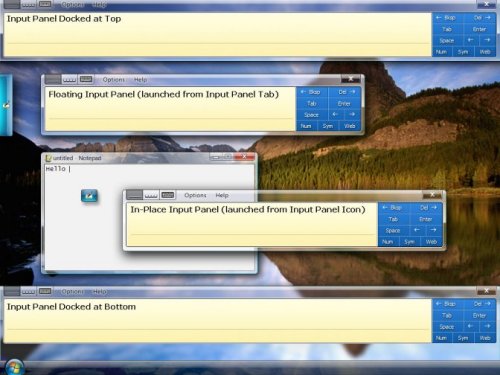 Options Help
Input Panel Docked at Top
← Bksp Del →
Tab Enter
Space ← →
Num Sym Web
Options Help
Floating Input Panel (launched from Input Panel Tab)
← Bksp Del →
Tab Enter
Space ← →
Num Sym Web
untitled Notepad
Hello
Options Help
In-Place Input Panel (launched from Input Panel Icon)
← Bksp Del →
Tab Enter
Space ← →
Num Sym Web
Options Help
Input Panel Docked at Bottom
← Bksp Del →
Tab Enter
Space ← →
Num Sym Web